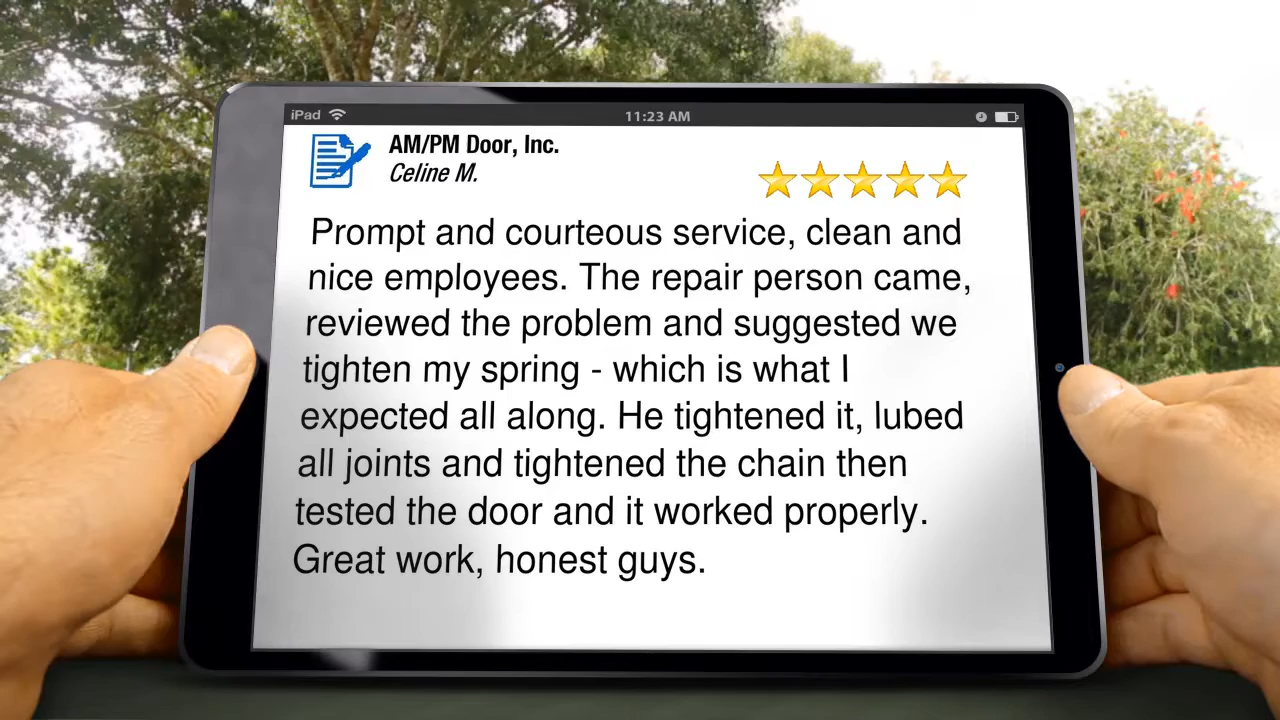 iPad 11:23 AM
AM/PM Door, Inc.
Celine M.
Prompt and courteous service, clean and
nice employees. The repair person came,
reviewed the problem and suggested we
tighten my spring - which is what I
expected all along. He tightened it, lubed
all joints and tightened the chain then
tested the door and it worked properly.
Great work, honest guys.